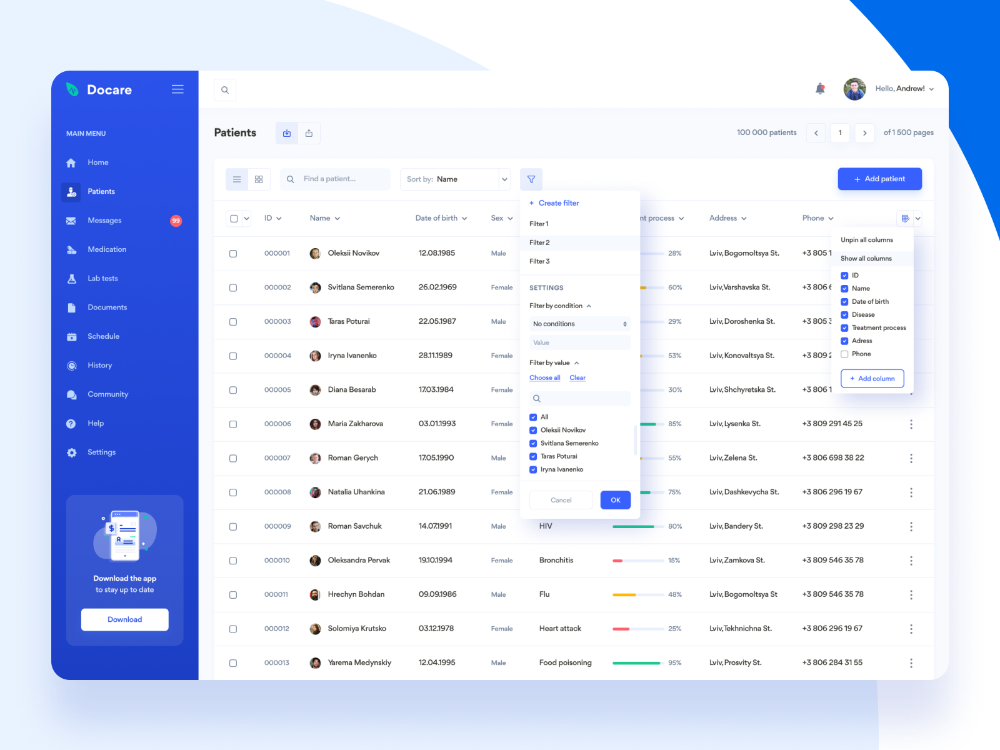 Docare
Hello, Andrew!
MAIN MENU
Home
Patients
Messages 99
Medication
Lab tests
Documents
Schedule
History
Community
Help
Settings
Download the app
to stay up to date
Download
Patients
100 000 patients 1 of 1 500 pages
Find a patient...
Sort by: Name
+ Add patient
ID Name Date of birth Sex nt process Address Phone
000001 Oleksii Novikov 12.08.1985 Male 28% Lviv, Bogomoltsya St. +3 805 1
000002 Svitlana Semerenko 26.02.1969 Female 60% Lviv, Varshavska St. +3 806 6
000003 Taras Poturai 22.05.1987 Male 29% Lviv, Doroshenka St. +3 805 3
000004 Iryna Ivanenko 28.11.1989 Female 53% Lviv, Konovaltsya St. +3 809 2
000005 Diana Besarab 17.03.1984 Female 30% Lviv, Shchyretska St. +3 806 1
000006 Maria Zakharova 03.01.1993 Female 85% Lviv, Lysenka St. +3 809 291 45 25
000007 Roman Gerych 17.05.1990 Male 55% Lviv, Zelena St. +3 806 698 38 22
000008 Natalia Uhankina 21.06.1989 Female 75% Lviv, Dashkevycha St. +3 806 296 19 67
000009 Roman Savchuk 14.07.1991 Male HIV 80% Lviv, Bandery St. +3 809 298 23 29
000010 Oleksandra Pervak 19.10.1994 Female Bronchitis 15% Lviv, Zamkova St. +3 809 546 35 78
000011 Hrechyn Bohdan 09.09.1986 Male Flu 48% Lviv, Bogomoltsya St +3 809 546 35 78
000012 Solomiya Krutsko 03.12.1978 Female Heart attack 25% Lviv, Tekhnichna St. +3 806 296 19 67
000013 Yarema Medynskiy 12.04.1995 Male Food poisoning 95% Lviv, Prosvity St. +3 806 284 31 55
+ Create filter
Filter 1
Filter 2
Filter 3
SETTINGS
Filter by condition
No conditions
Value
Filter by value
Choose all Clear
All
Oleksii Novikov
Svitlana Semerenko
Taras Poturai
Iryna Ivanenko
Cancel OK
Unpin all columns
Show all columns
ID
Name
Date of birth
Disease
Treatment process
Adress
Phone
+ Add column